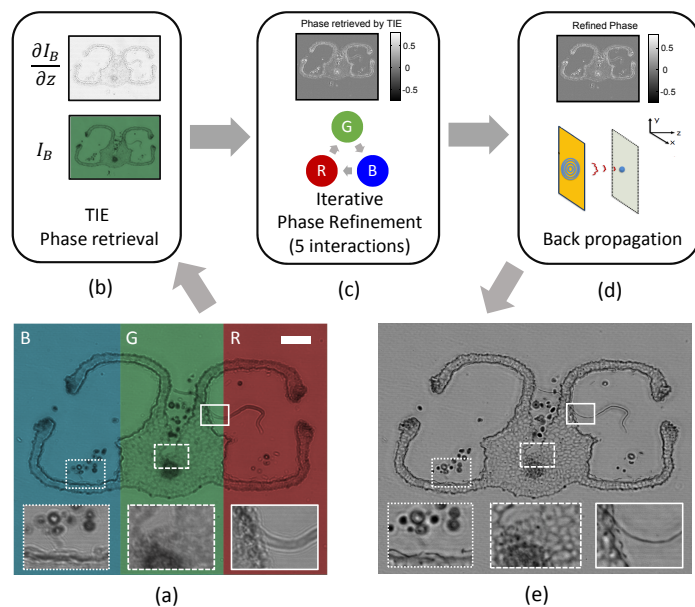 ∂I_B
∂z
I_B
TIE
Phase retrieval
(b)
Phase retrieved by TIE
0.5
0
-0.5
G
R
B
Iterative
Phase Refinement
(5 interactions)
(c)
Refined Phase
0.5
0
-0.5
Y
z
X
Back propagation
(d)
B
G
R
(a)
(e)